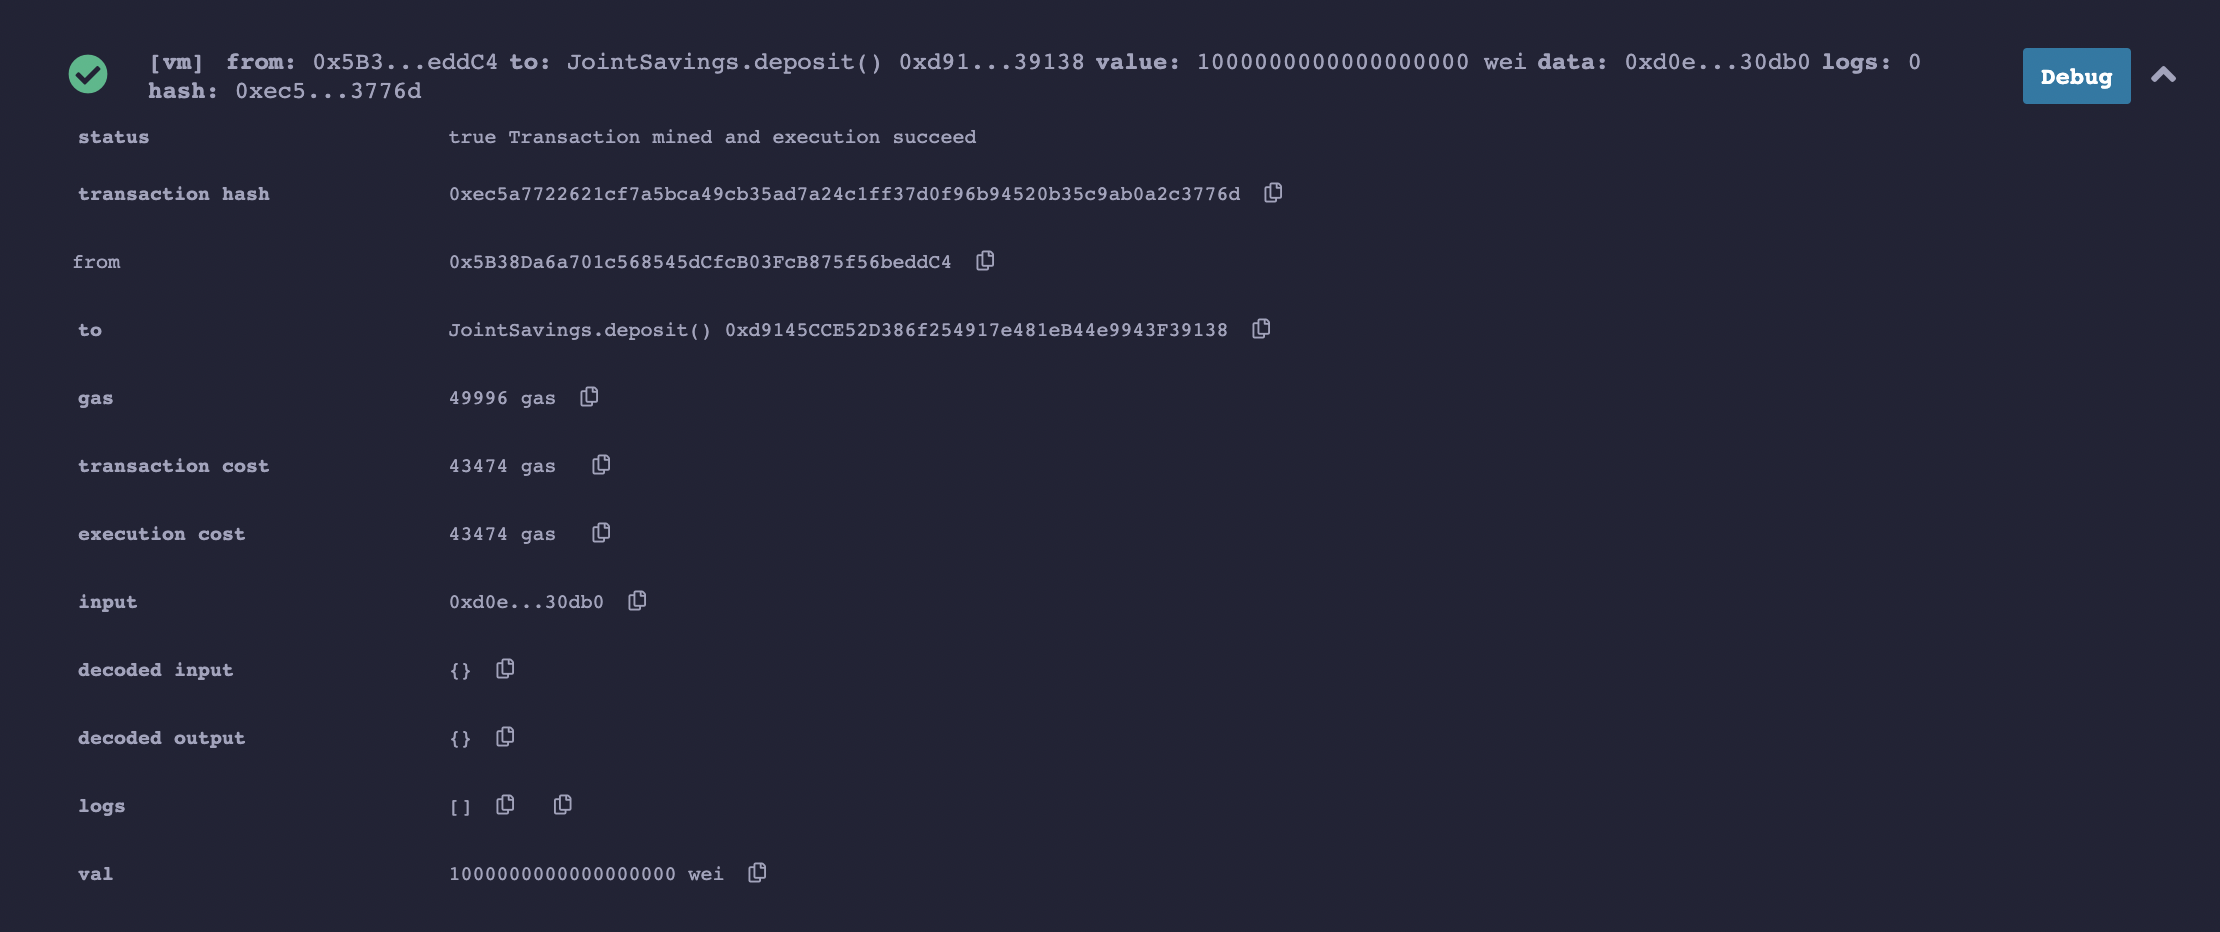 [vm] from: 0x5B3...eddC4 to: JointSavings.deposit() 0xd91...39138 value: 1000000000000000000 wei data: 0xd0e...30db0 logs: 0
hash: 0xec5...3776d
Debug
status true Transaction mined and execution succeed
transaction hash 0xec5a7722621cf7a5bca49cb35ad7a24c1ff37d0f96b94520b35c9ab0a2c3776d
from 0x5B38Da6a701c568545dCfcB03FcB875f56beddC4
to JointSavings.deposit() 0xd9145CCE52D386f254917e481eB44e9943F39138
gas 49996 gas
transaction cost 43474 gas
execution cost 43474 gas
input 0xd0e...30db0
decoded input {}
decoded output {}
logs []
val 1000000000000000000 wei